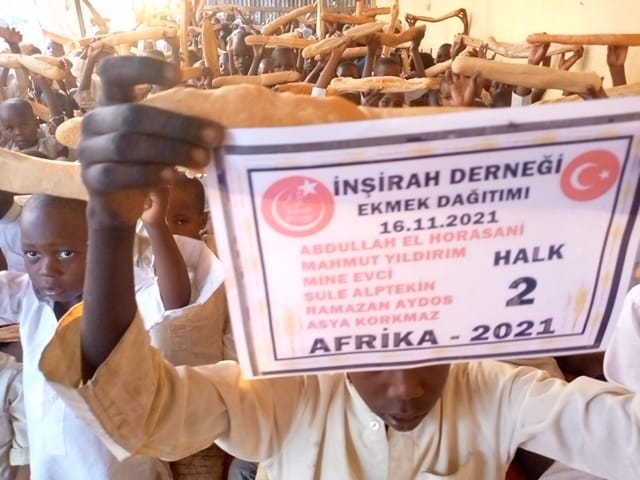 İNŞİRAH DERNEĞİ
EKMEK DAĞITIMI
16.11.2021
ABDULLAH EL HORASANİ
MAHMUT YILDIRIM
MİNE EVCİ
ŞULE ALPTEKİN
RAMAZAN AYDOS
ASYA KORKMAZ
HALK
2
AFRİKA - 2021